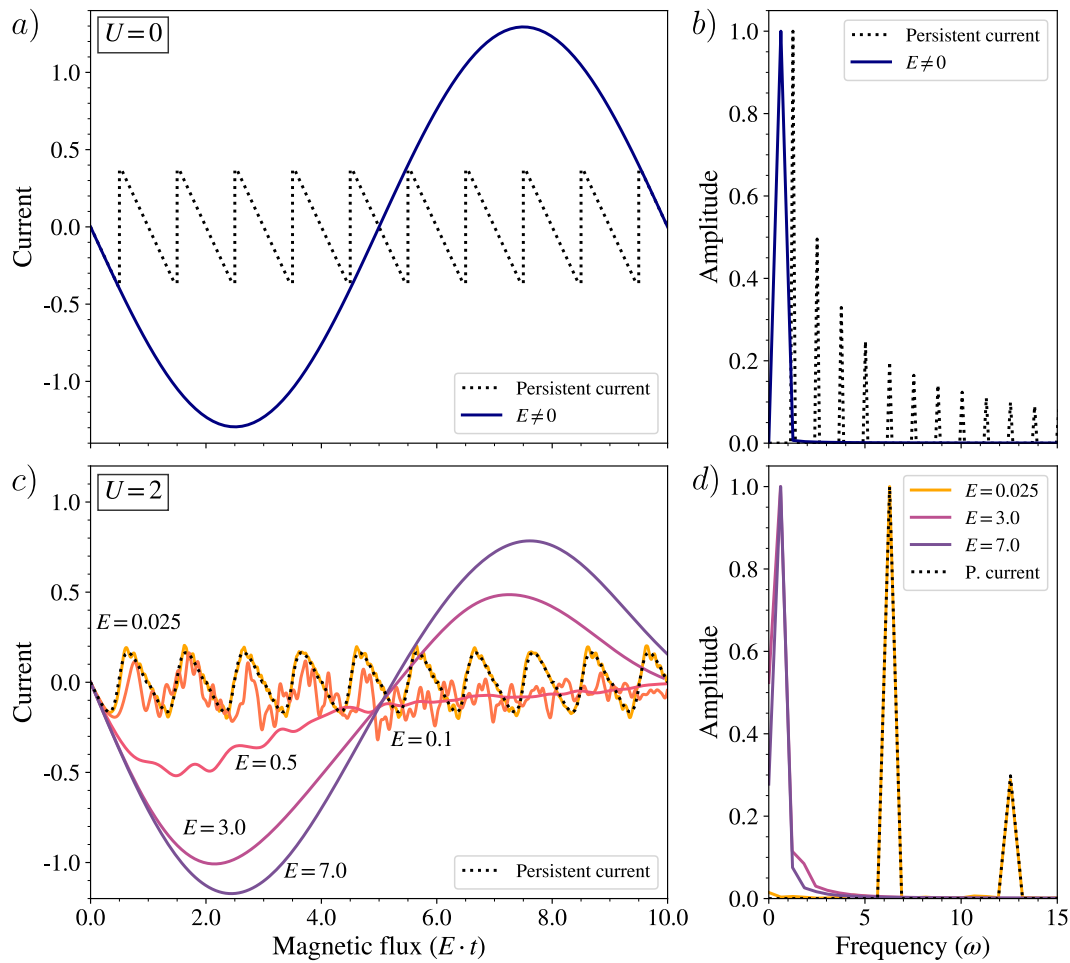 a)
U = 0
Current
1.0
0.5
0.0
-0.5
-1.0
Persistent current
E ≠ 0
b)
Amplitude
1.0
0.8
0.6
0.4
0.2
0.0
Persistent current
E ≠ 0
c)
U = 2
Current
1.0
0.5
0.0
-0.5
-1.0
E = 0.025
E = 0.1
E = 0.5
E = 3.0
E = 7.0
Persistent current
0.0 2.0 4.0 6.0 8.0 10.0
Magnetic flux (E · t)
d)
Amplitude
1.0
0.8
0.6
0.4
0.2
0.0
E = 0.025
E = 3.0
E = 7.0
P. current
0 5 10 15
Frequency (ω)